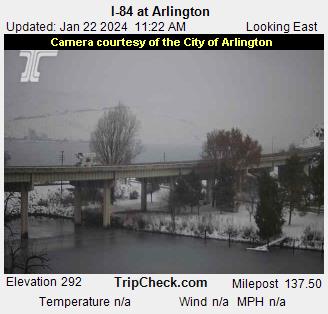 I-84 at Arlington
Updated: Jan 22 2024 11:22 AM Looking East
Camera courtesy of the City of Arlington
Elevation 292 TripCheck.com Milepost 137.50
Temperature n/a Wind n/a MPH n/a